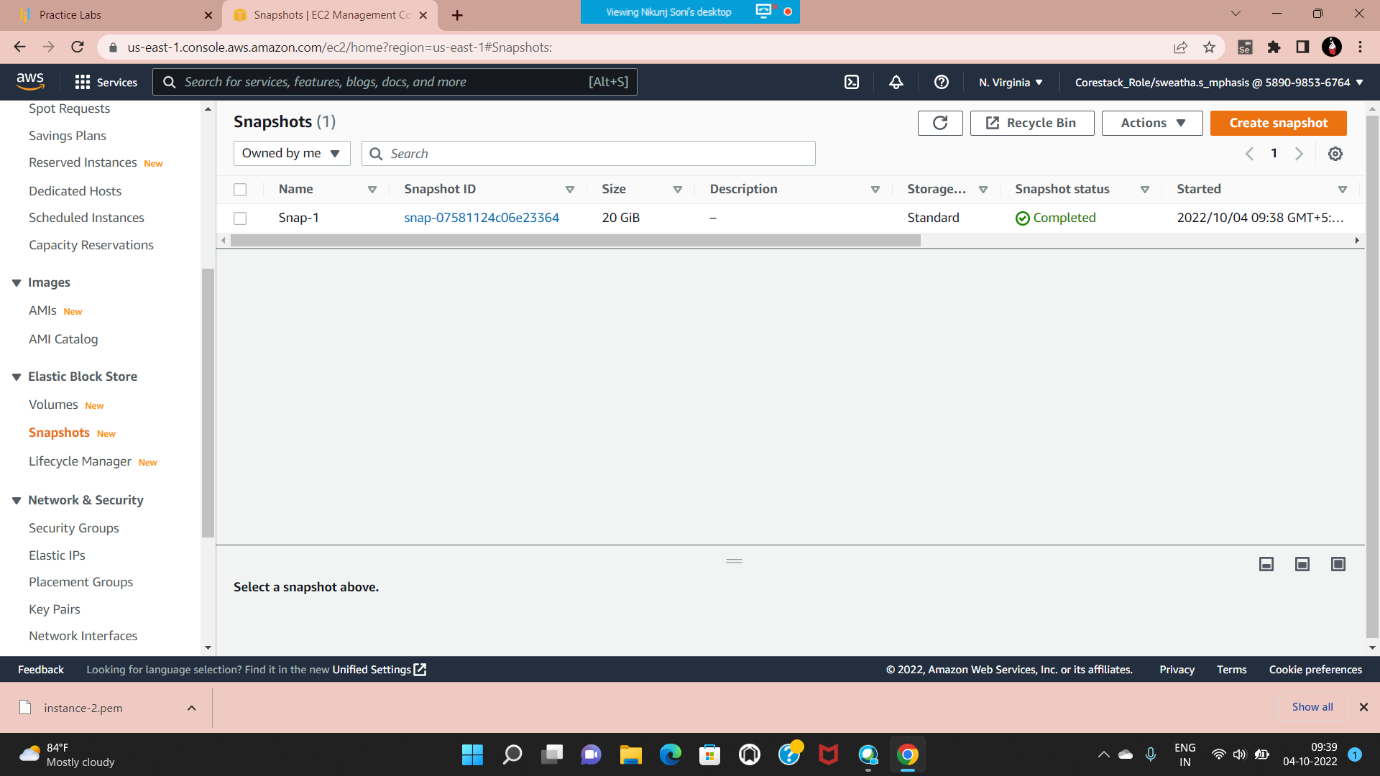 Practice Labs
Snapshots | EC2 Management Co
Viewing Nikunj Soni's desktop
us-east-1.console.aws.amazon.com/ec2/home?region=us-east-1#Snapshots:
Se
aws
Services
Search for services, features, blogs, docs, and more
[Alt+S]
N. Virginia
Corestack_Role/sweatha.s_mphasis @ 5890-9853-6764
Spot Requests
Savings Plans
Reserved Instances New
Dedicated Hosts
Scheduled Instances
Capacity Reservations
Images
AMIs New
AMI Catalog
Elastic Block Store
Volumes New
Snapshots New
Lifecycle Manager New
Network & Security
Security Groups
Elastic IPs
Placement Groups
Key Pairs
Network Interfaces
Snapshots (1)
Recycle Bin
Actions
Create snapshot
Owned by me
Search
1
Name Snapshot ID Size Description Storage... Snapshot status Started
Snap-1 snap-07581124c06e23364 20 GiB – Standard Completed 2022/10/04 09:38 GMT+5:...
Select a snapshot above.
Feedback Looking for language selection? Find it in the new Unified Settings
© 2022, Amazon Web Services, Inc. or its affiliates. Privacy Terms Cookie preferences
instance-2.pem
Show all
84°F
Mostly cloudy
ENG
IN
09:39
04-10-2022
1